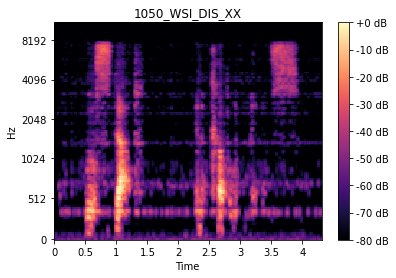 1050_WSI_DIS_XX
Hz
8192
4096
2048
1024
512
0
0 0.5 1 1.5 2 2.5 3 3.5 4
Time
+0 dB
-10 dB
-20 dB
-30 dB
-40 dB
-50 dB
-60 dB
-70 dB
-80 dB